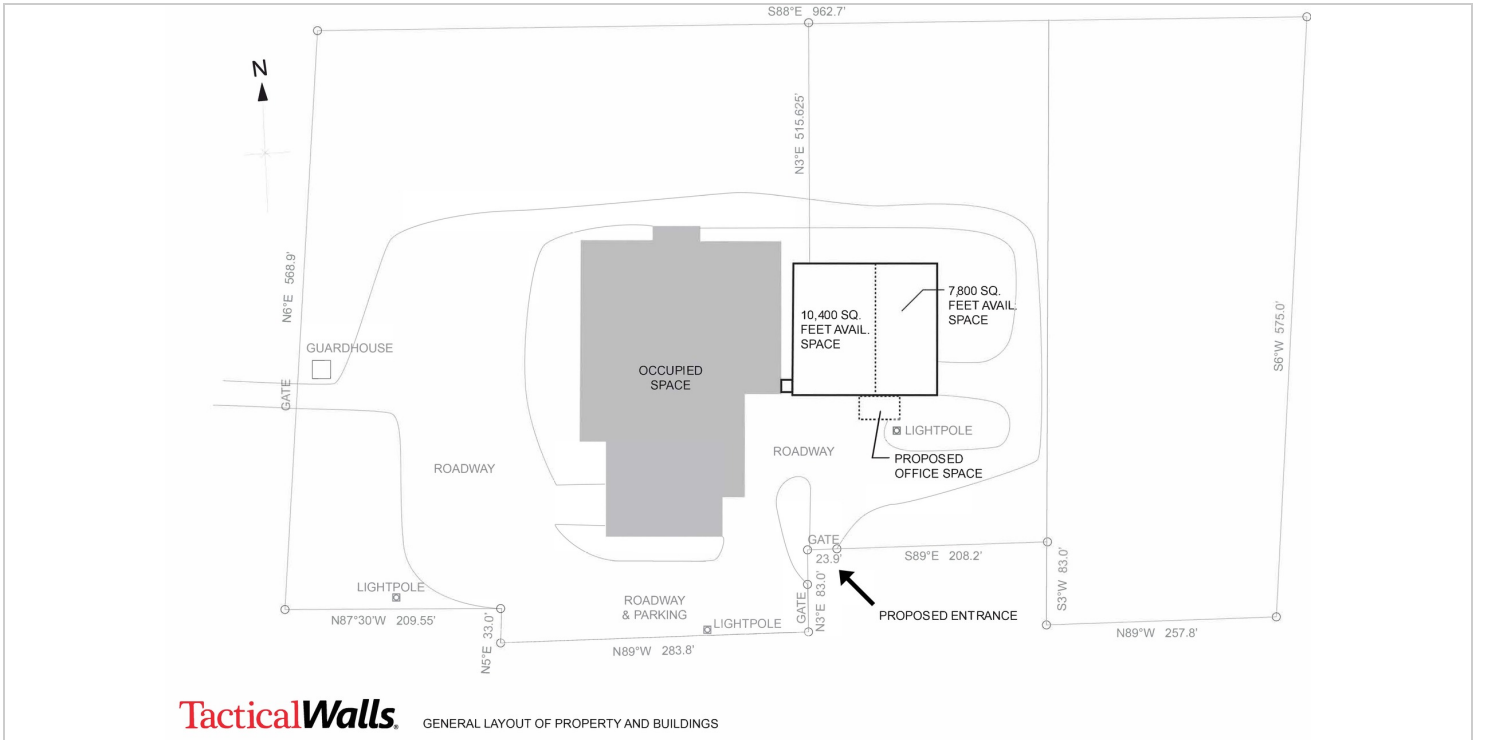 S88°E 962.7'
N
N3°E 515.625'
N6°E 568.9'
7,800 SQ.
FEET AVAIL.
SPACE
10,400 SQ.
FEET AVAIL.
SPACE
S6°W 575.0'
GUARDHOUSE
OCCUPIED
SPACE
GATE
LIGHTPOLE
ROADWAY
PROPOSED
OFFICE SPACE
ROADWAY
GATE
23.9'
S89°E 208.2'
S3°W 83.0'
LIGHTPOLE
ROADWAY
& PARKING
GATE
N3°E 83.0'
PROPOSED ENTRANCE
N87°30'W 209.55'
N5°E 33.0'
LIGHTPOLE
N89°W 283.8'
N89°W 257.8'
TacticalWalls®
GENERAL LAYOUT OF PROPERTY AND BUILDINGS